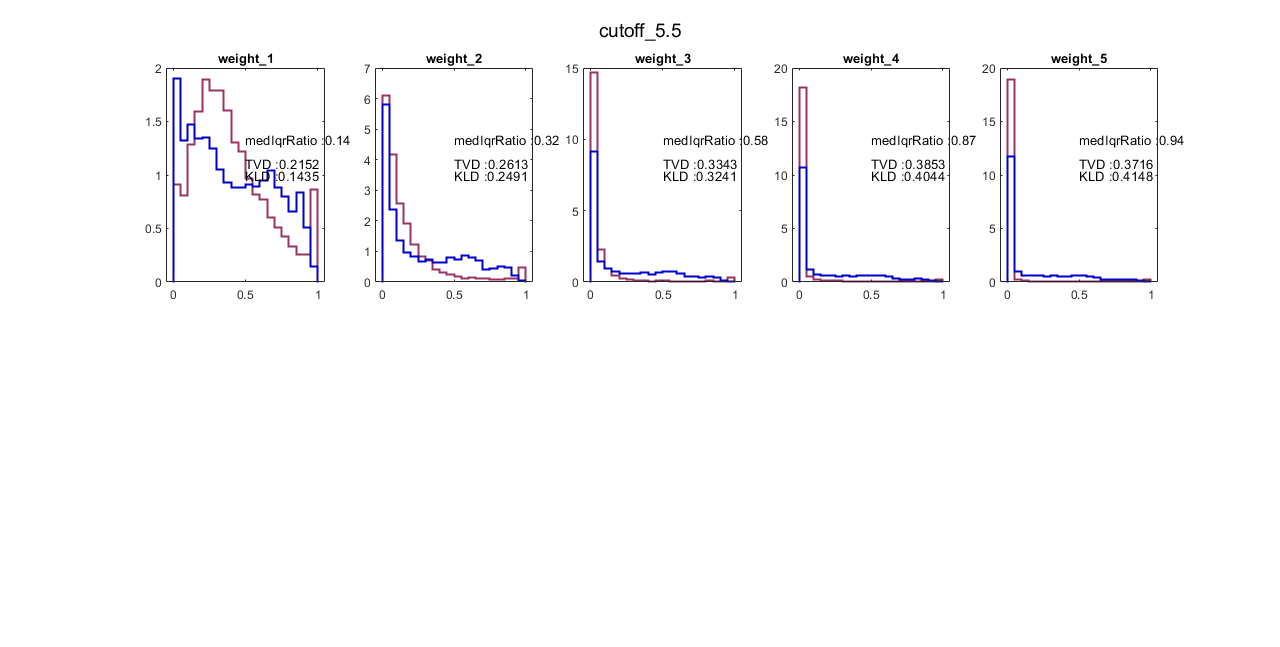 cutoff_5.5
weight_1
2
1.5
1
0.5
0
0
0.5
1
medIqrRatio :0.14
TVD :0.2152
KLD :0.1435
weight_2
7
6
5
4
3
2
1
0
0
0.5
1
medIqrRatio :0.32
TVD :0.2613
KLD :0.2491
weight_3
15
10
5
0
0
0.5
1
medIqrRatio :0.58
TVD :0.3343
KLD :0.3241
weight_4
20
15
10
5
0
0
0.5
1
medIqrRatio :0.87
TVD :0.3853
KLD :0.4044
weight_5
20
15
10
5
0
0
0.5
1
medIqrRatio :0.94
TVD :0.3716
KLD :0.4148